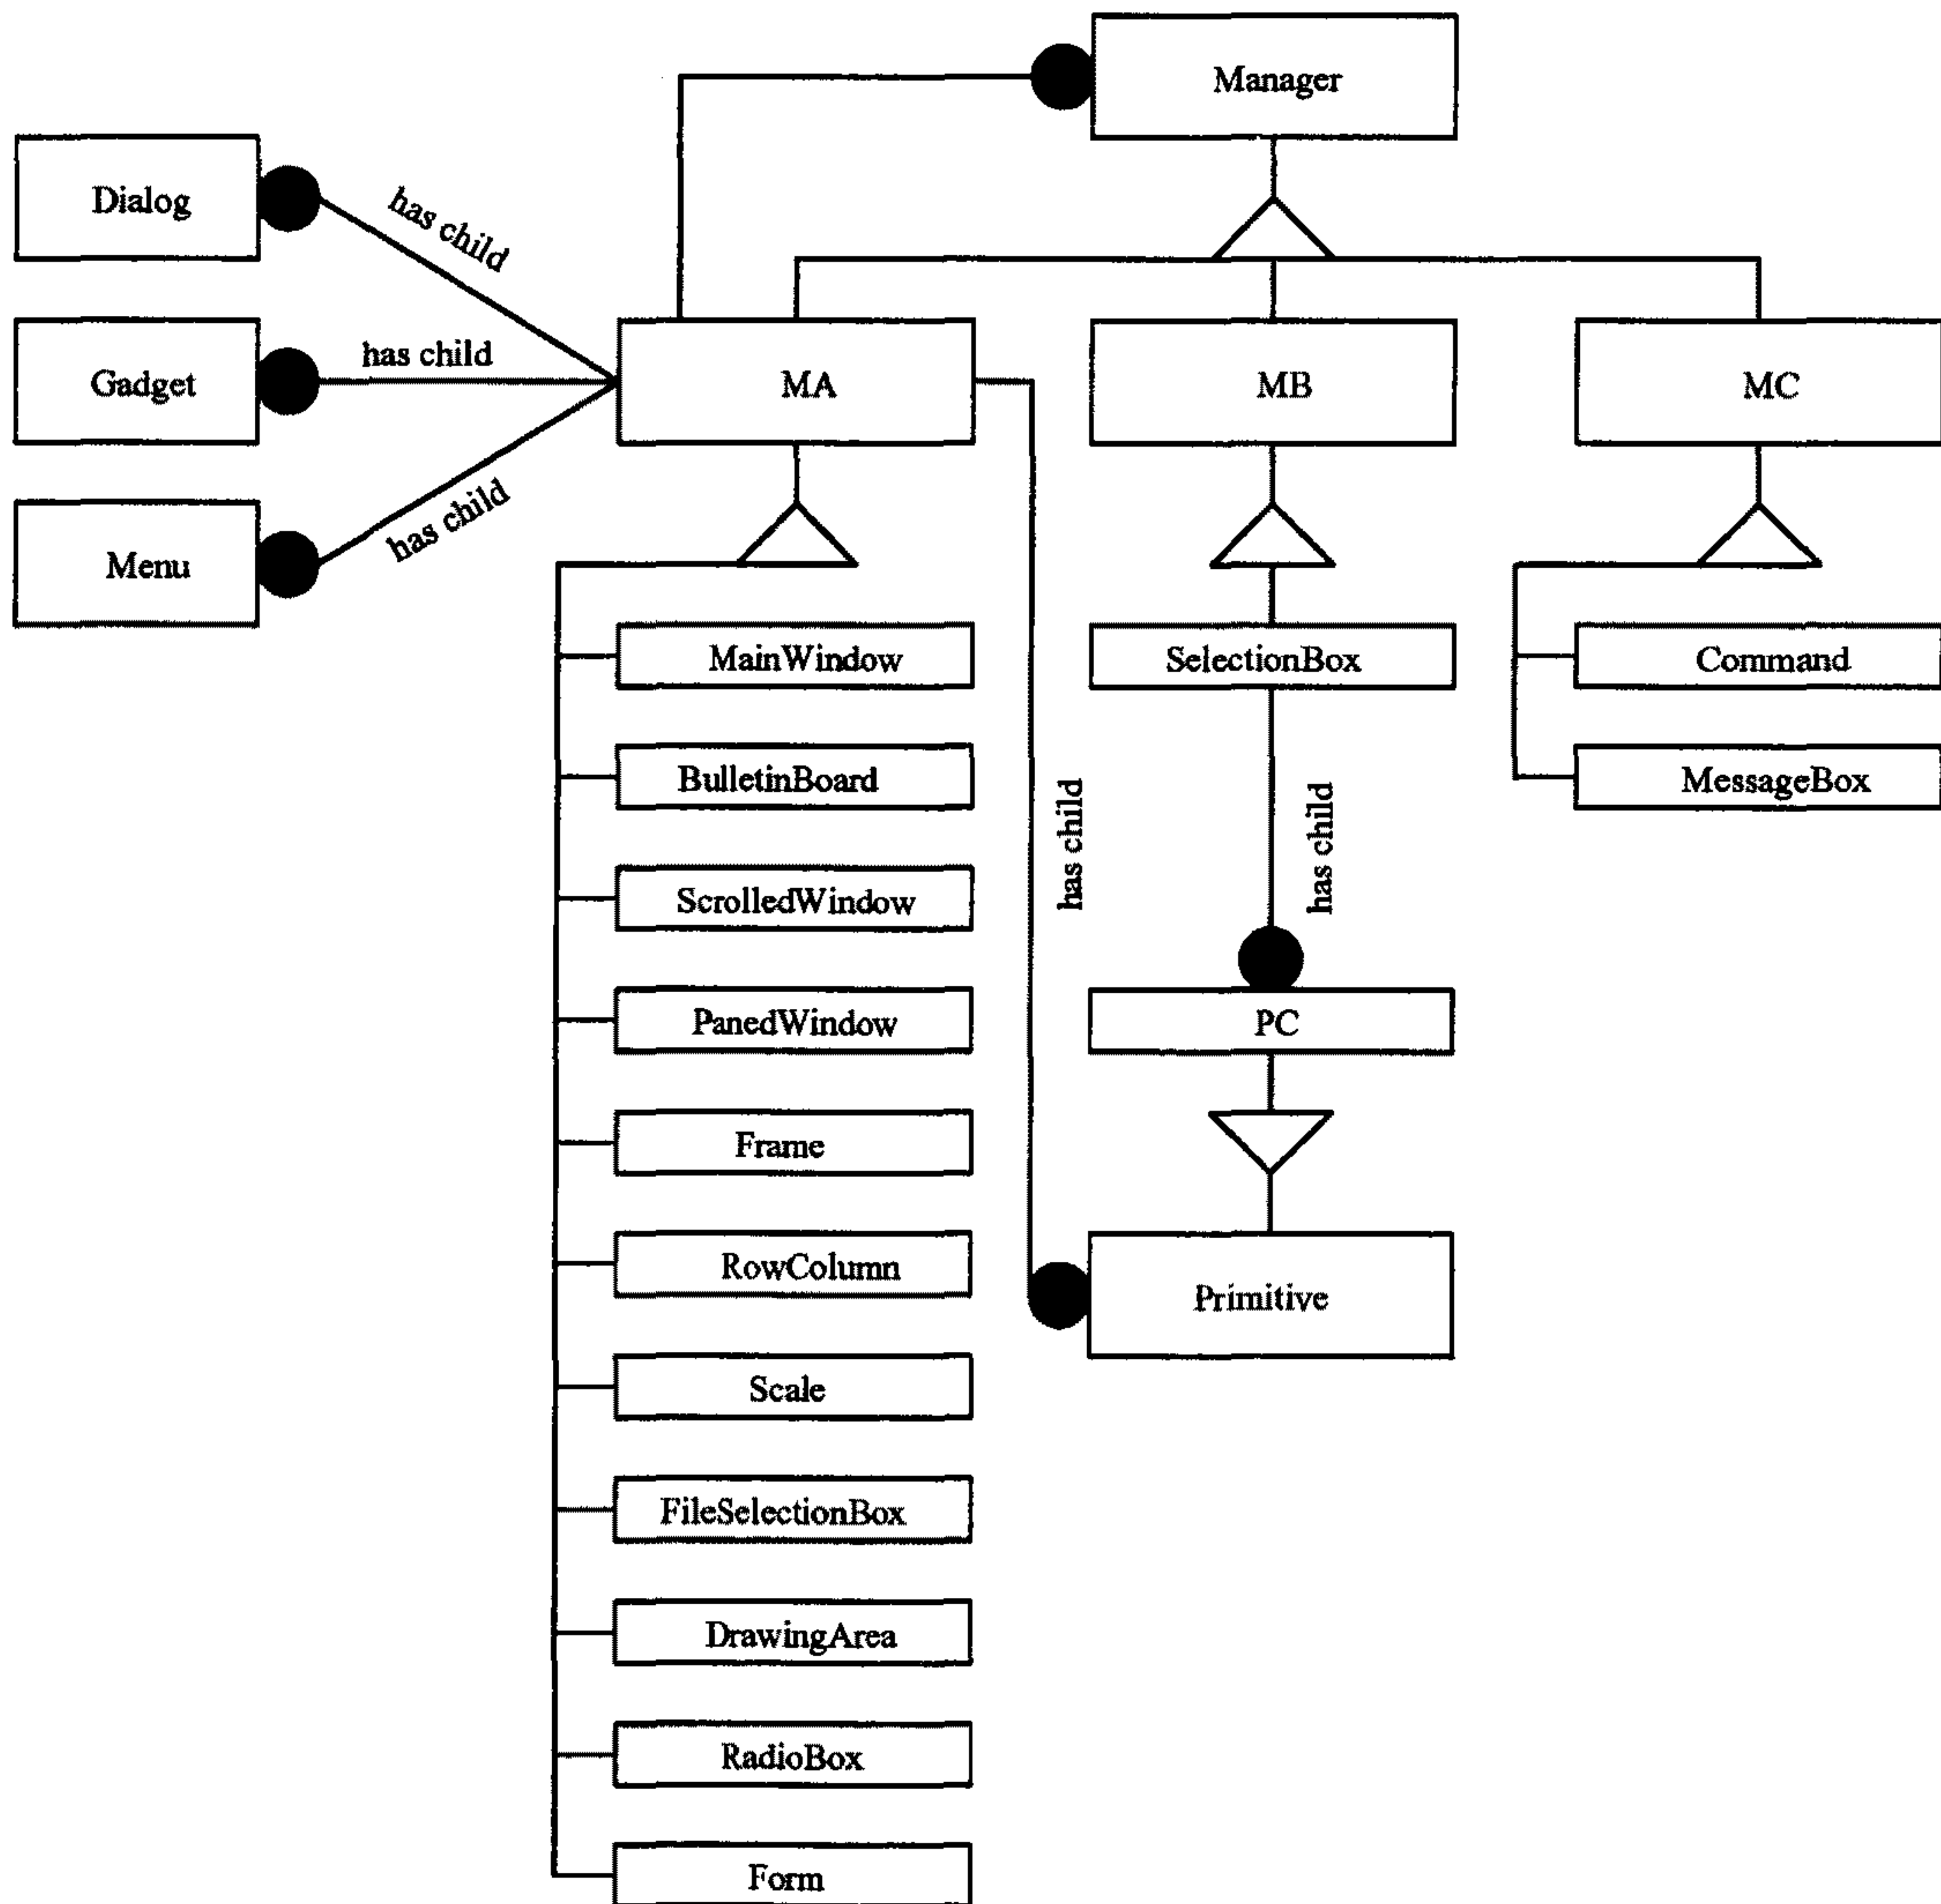 Manager
Dialog
has child
Gadget
has child
MA
MB
MC
Menu
has child
MainWindow
SelectionBox
Command
BulletinBoard
MessageBox
has child
has child
ScrolledWindow
PanedWindow
PC
Frame
RowColumn
Primitive
Scale
FileSelectionBox
DrawingArea
RadioBox
Form